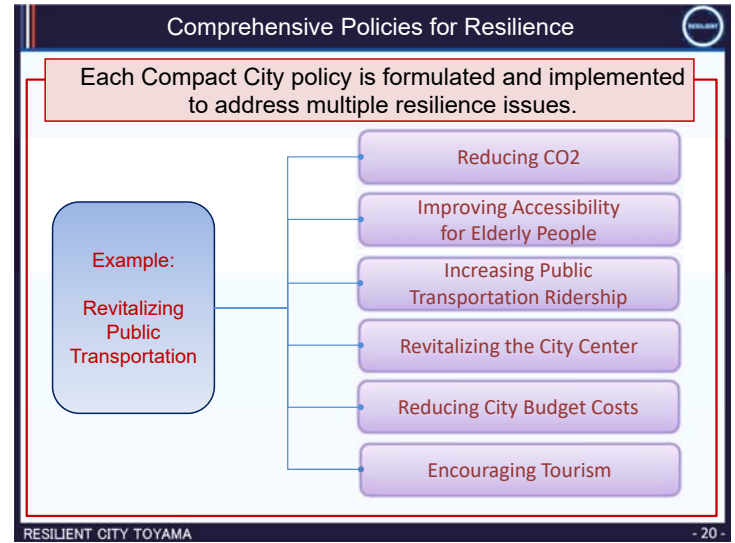 Comprehensive Policies for Resilience
RESILIENT
Each Compact City policy is formulated and implemented
to address multiple resilience issues.
Example:
Revitalizing
Public
Transportation
Reducing CO2
Improving Accessibility
for Elderly People
Increasing Public
Transportation Ridership
Revitalizing the City Center
Reducing City Budget Costs
Encouraging Tourism
RESILIENT CITY TOYAMA
- 20 -